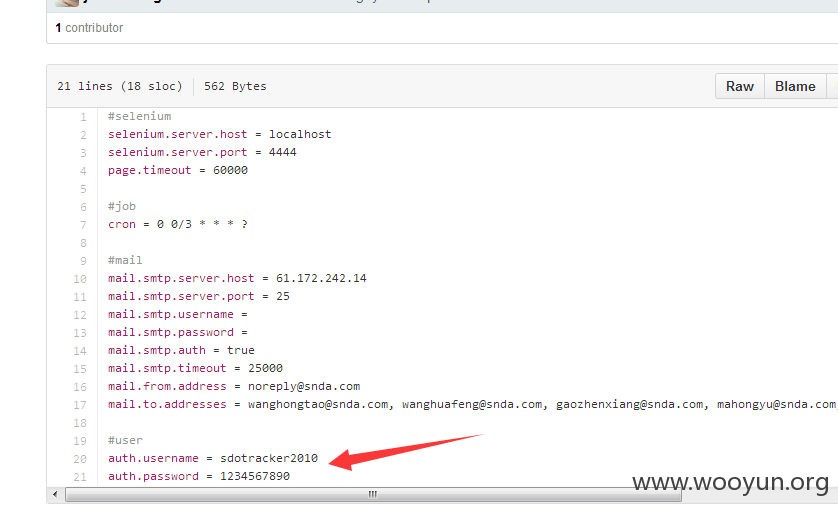 1 contributor
21 lines (18 sloc) 562 Bytes Raw Blame
1 #selenium
2 selenium.server.host = localhost
3 selenium.server.port = 4444
4 page.timeout = 60000
5
6 #job
7 cron = 0 0/3 * * * ?
8
9 #mail
10 mail.smtp.server.host = 61.172.242.14
11 mail.smtp.server.port = 25
12 mail.smtp.username =
13 mail.smtp.password =
14 mail.smtp.auth = true
15 mail.smtp.timeout = 25000
16 mail.from.address = noreply@snda.com
17 mail.to.addresses = wanghongtao@snda.com, wanghuafeng@snda.com, gaozhenxiang@snda.com, mahongyu@snda.com
18
19 #user
20 auth.username = sdotracker2010
21 auth.password = 1234567890
www.wooyun.org